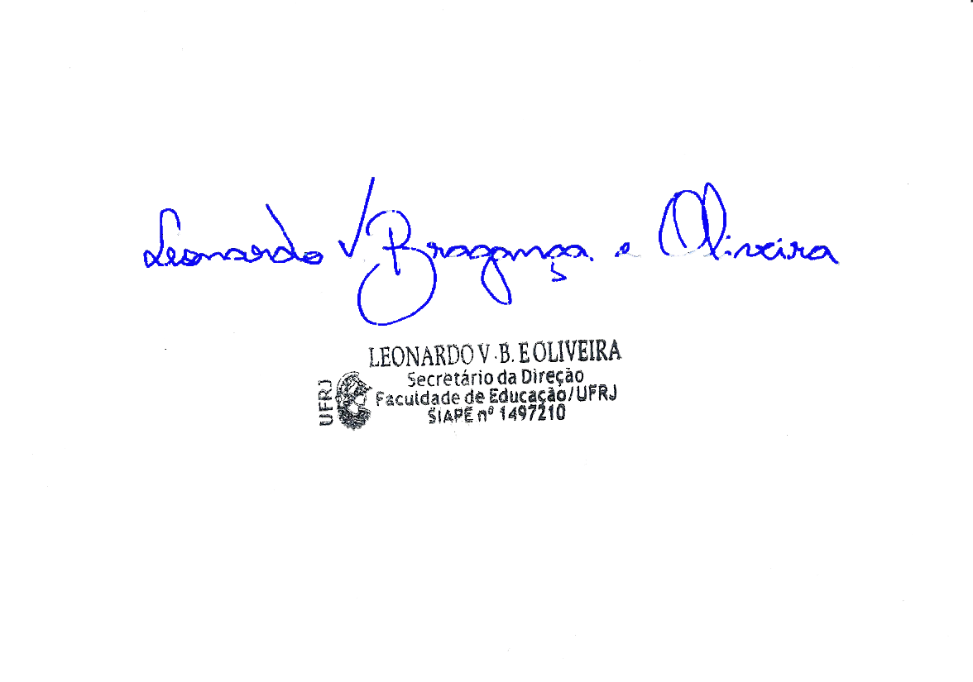 Leonardo V Bragança e Oliveira
LEONARDO V. B. E OLIVEIRA
Secretário da Direção
Faculdade de Educação/UFRJ
SIAPE nº 1497210
UFRJ